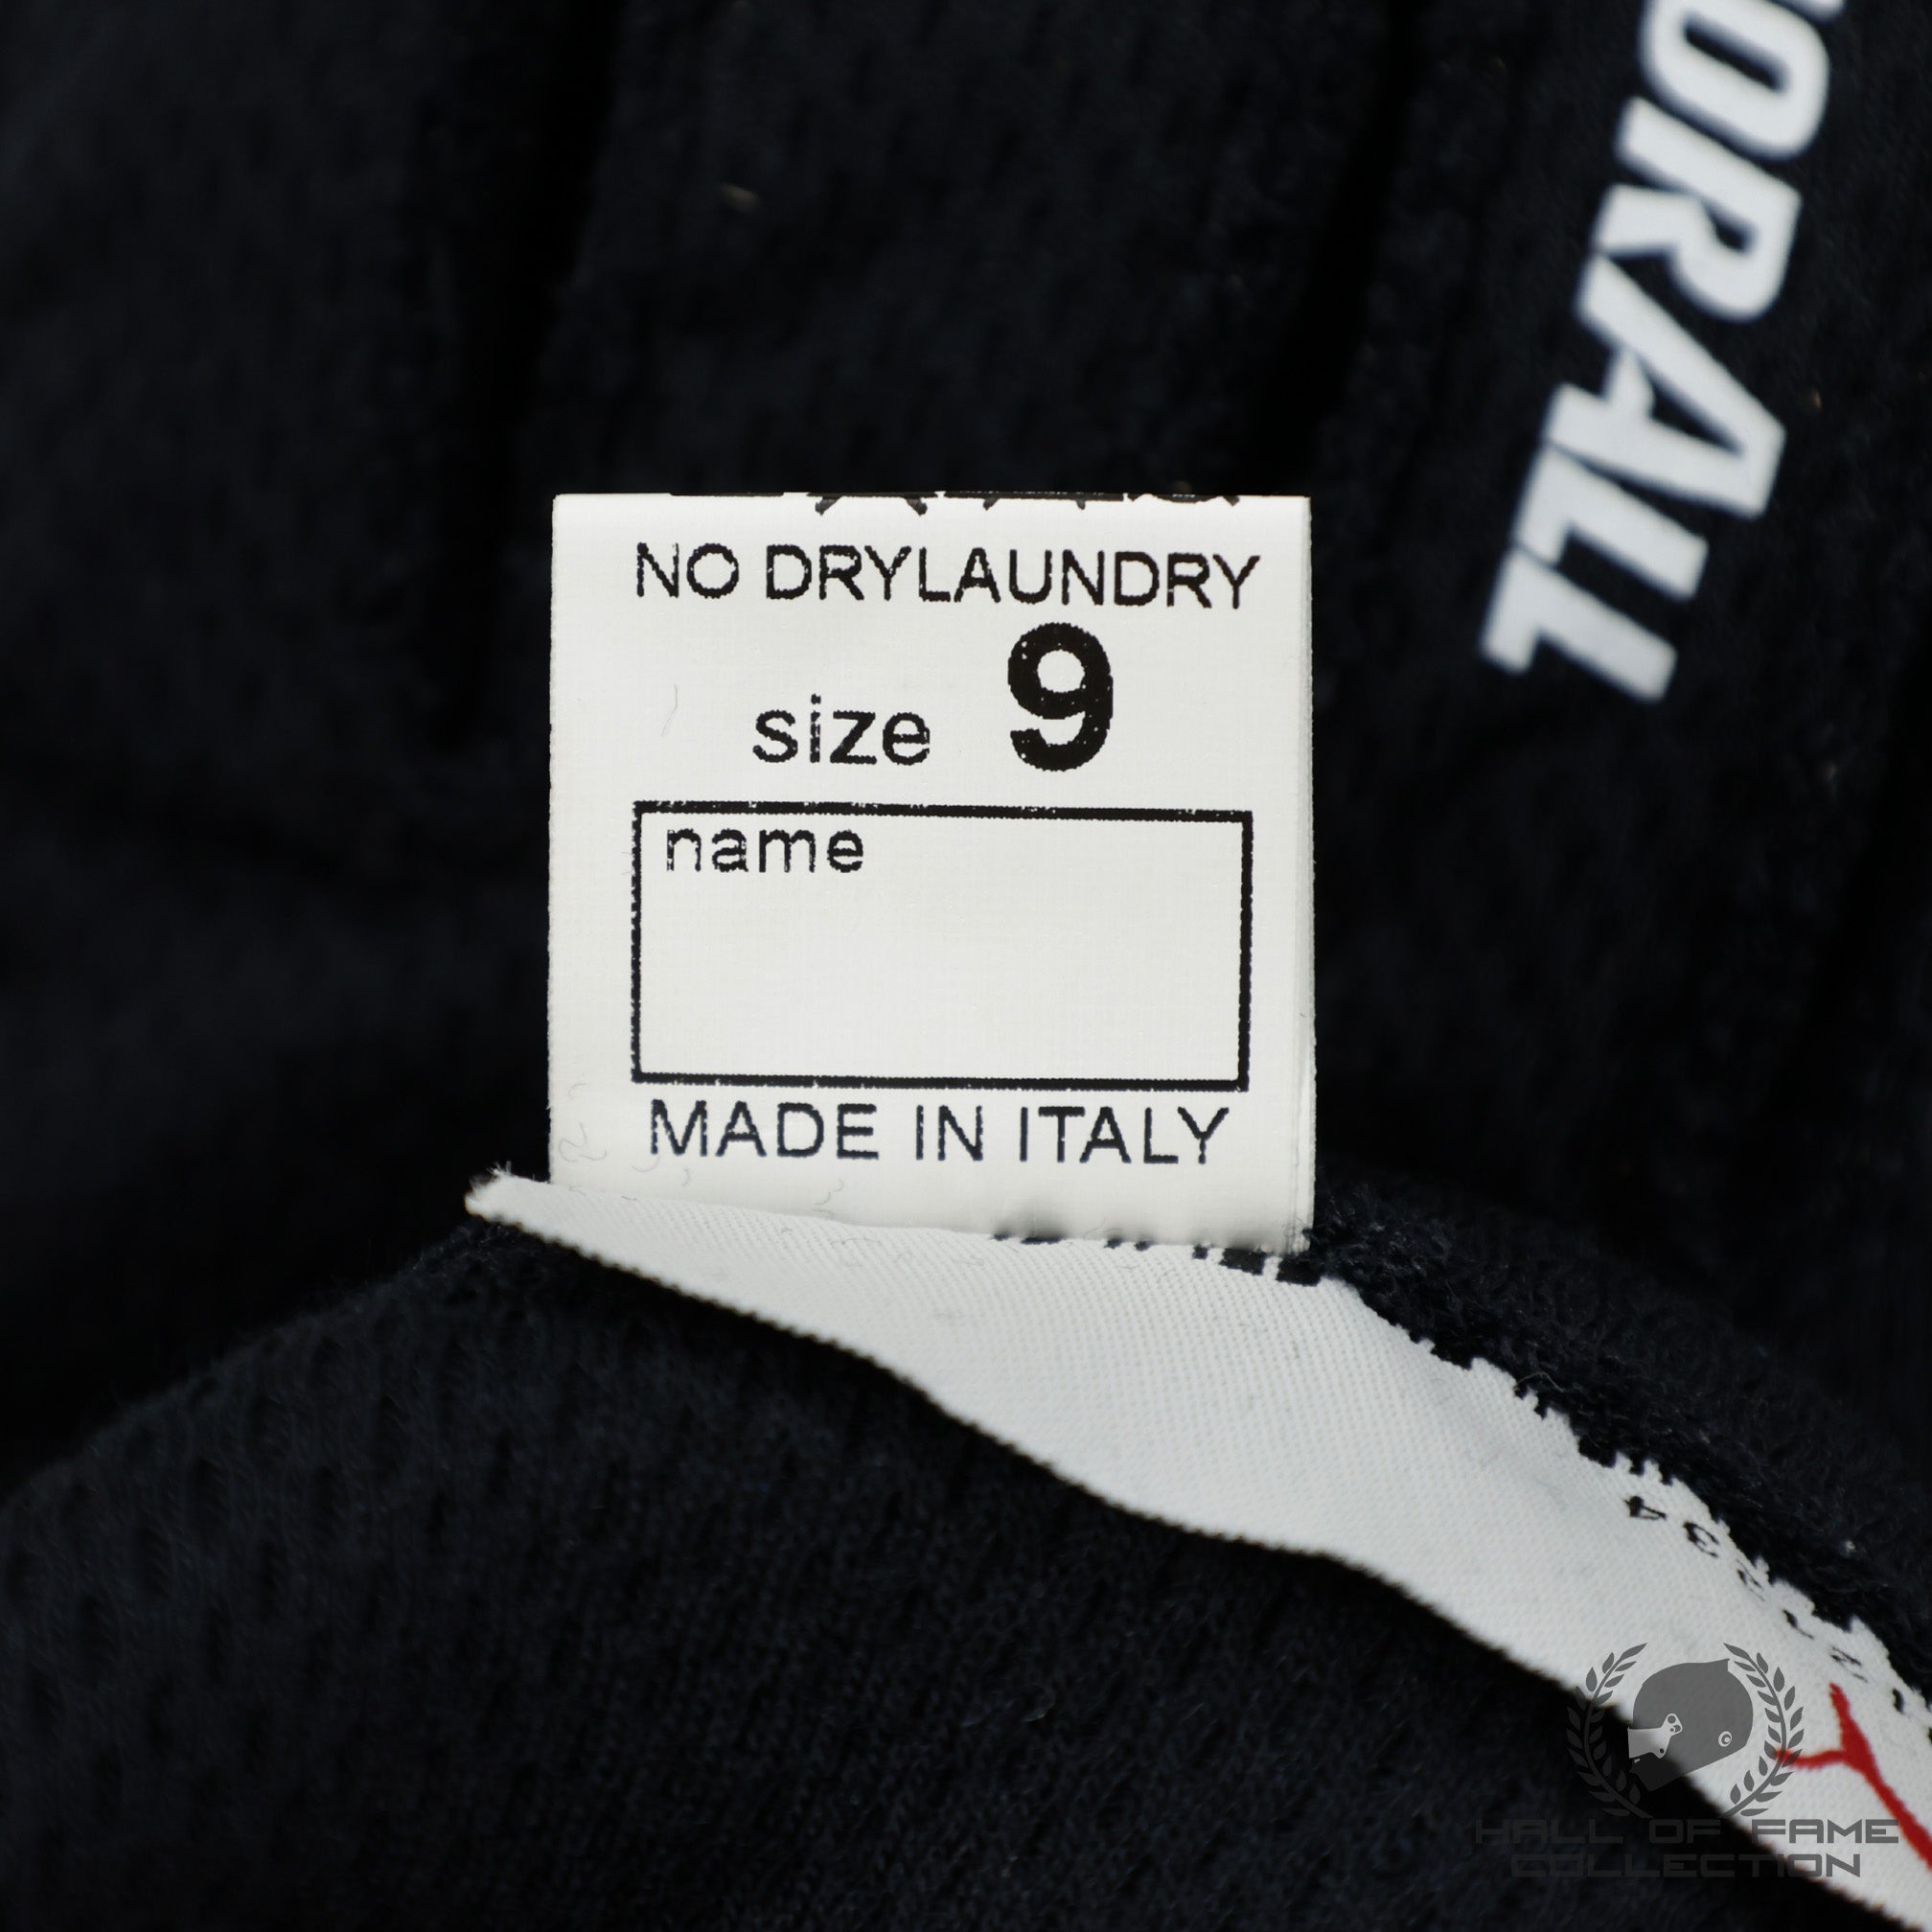 ORALL
NO DRYLAUNDRY
size 9
name
MADE IN ITALY
HALL OF FAME
COLLECTION